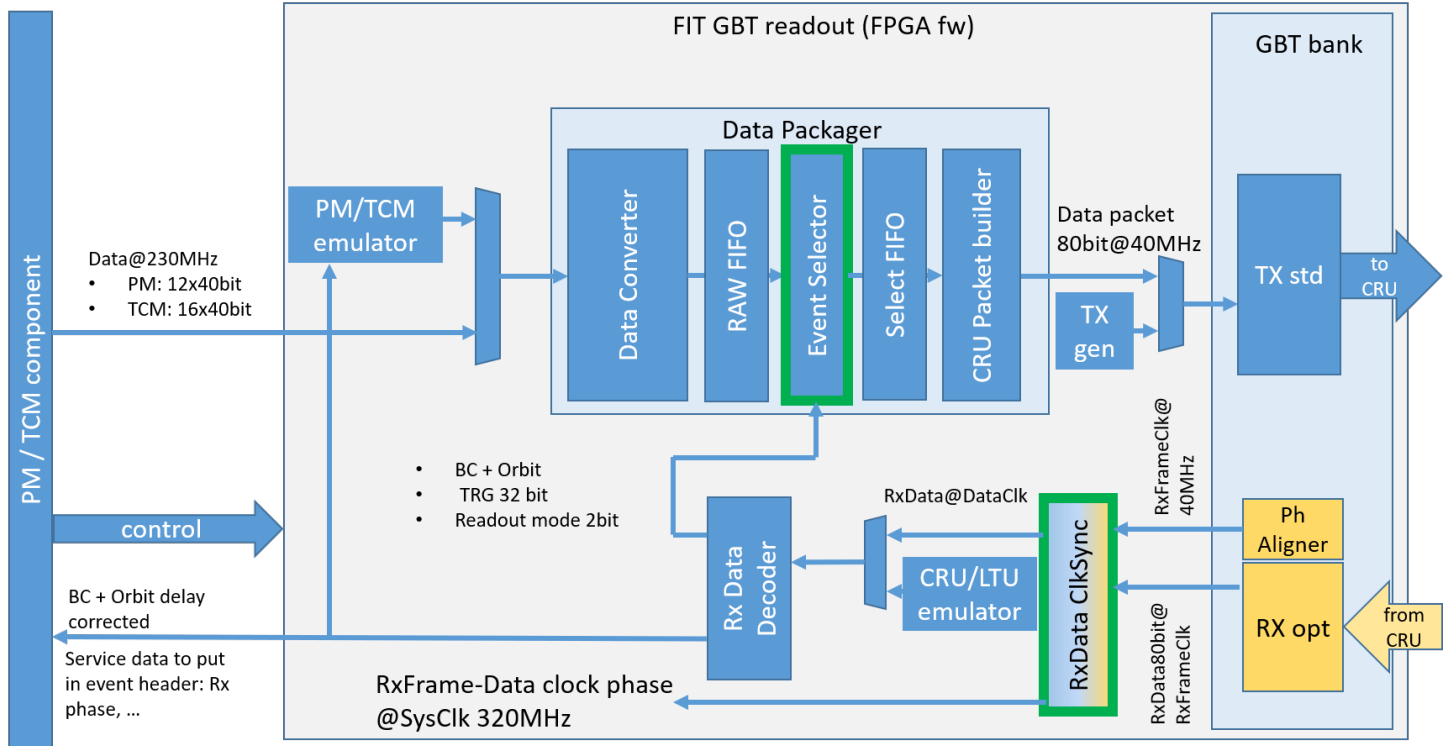 FIT GBT readout (FPGA fw)
GBT bank
Data Packager
PM / TCM component
PM/TCM
emulator
Data@230MHz
• PM: 12x40bit
• TCM: 16x40bit
Data Converter
RAW FIFO
Event Selector
Select FIFO
CRU Packet builder
Data packet
80bit@40MHz
TX
gen
TX std
to
CRU
control
• BC + Orbit
• TRG 32 bit
• Readout mode 2bit
RxData@DataClk
RxFrameClk@
40MHz
Ph
Aligner
Rx Data
Decoder
CRU/LTU
emulator
RxData ClkSync
RX opt
from
CRU
RxData80bit@
RxFrameClk
BC + Orbit delay
corrected
Service data to put
in event header: Rx
phase, ...
RxFrame-Data clock phase
@SysClk 320MHz